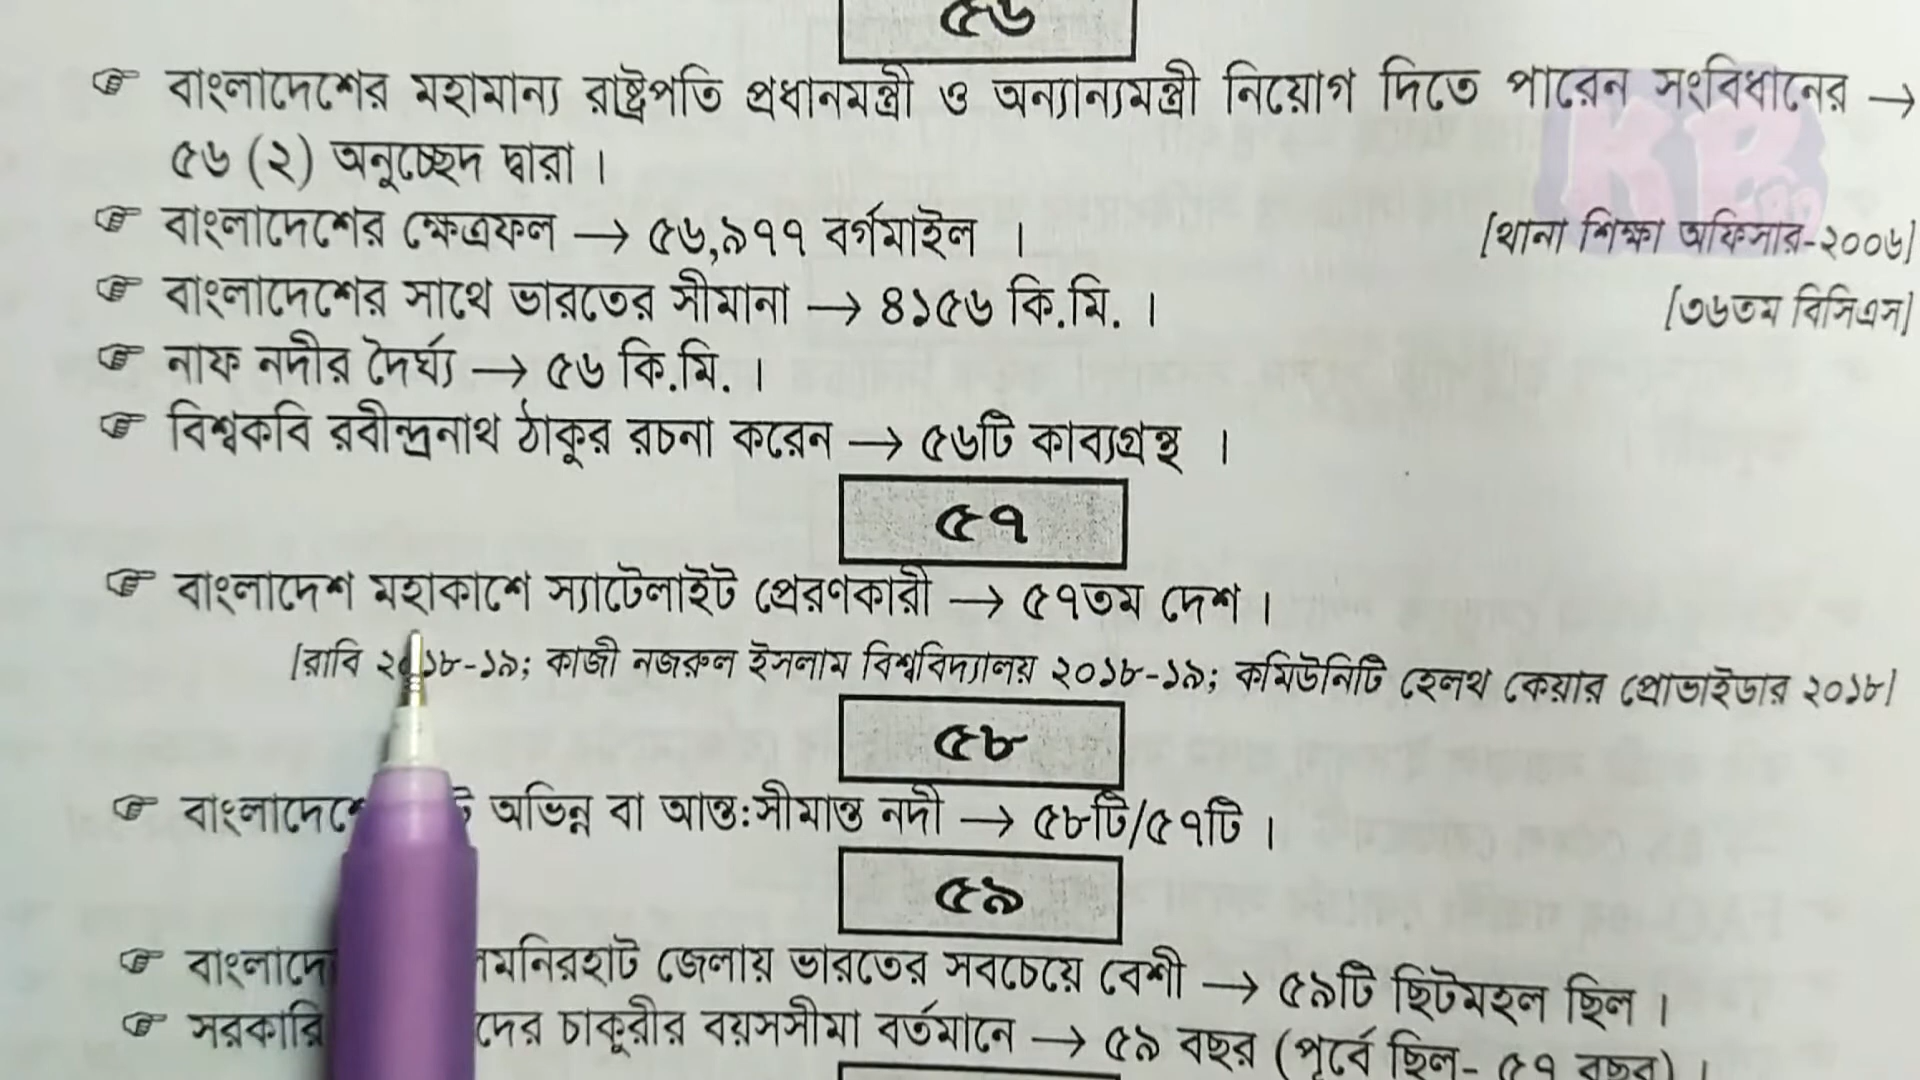 ৫৬
☞ বাংলাদেশের মহামান্য রাষ্ট্রপতি প্রধানমন্ত্রী ও অন্যান্যমন্ত্রী নিয়োগ দিতে পারেন সংবিধানের →
৫৬ (২) অনুচ্ছেদ দ্বারা ।
☞ বাংলাদেশের ক্ষেত্রফল → ৫৬,৯৭৭ বর্গমাইল । [থানা শিক্ষা অফিসার-২০০৬]
☞ বাংলাদেশের সাথে ভারতের সীমানা → ৪১৫৬ কি.মি. । [৩৬তম বিসিএস]
☞ নাফ নদীর দৈর্ঘ্য → ৫৬ কি.মি. ।
☞ বিশ্বকবি রবীন্দ্রনাথ ঠাকুর রচনা করেন → ৫৬টি কাব্যগ্রন্থ ।
৫৭
☞ বাংলাদেশ মহাকাশে স্যাটেলাইট প্রেরণকারী → ৫৭তম দেশ ।
[রাবি ২০১৮-১৯; কাজী নজরুল ইসলাম বিশ্ববিদ্যালয় ২০১৮-১৯; কমিউনিটি হেলথ কেয়ার প্রোভাইডার ২০১৮]
৫৮
☞ অভিন্ন বা আন্ত:সীমান্ত নদী → ৫৮টি/৫৭টি ।
৫৯
☞ জেলায় ভারতের সবচেয়ে বেশী → ৫৯টি ছিটমহল ছিল ।
☞ সরকারি চাকুরীর বয়সসীমা বর্তমানে → ৫৯ বছর (পূর্বে ছিল- ৫৭ বছর) ।